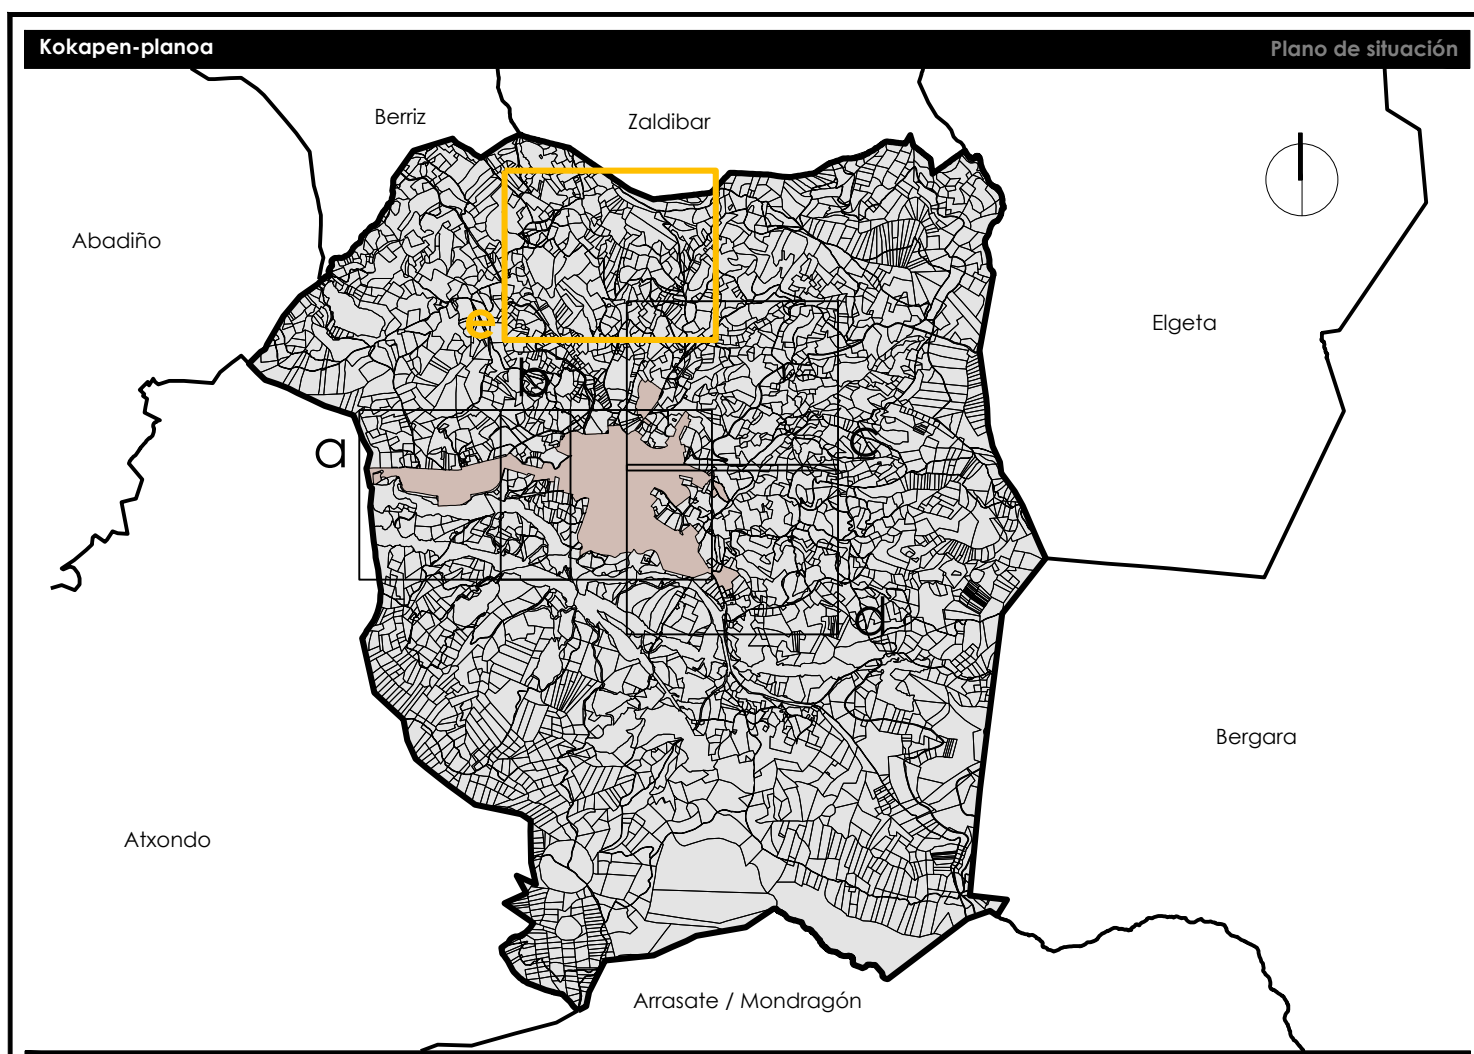 Kokapen-planoa
Plano de situación
Berriz
Zaldibar
Abadiño
Elgeta
e
b
a
c
d
Bergara
Atxondo
Arrasate / Mondragón